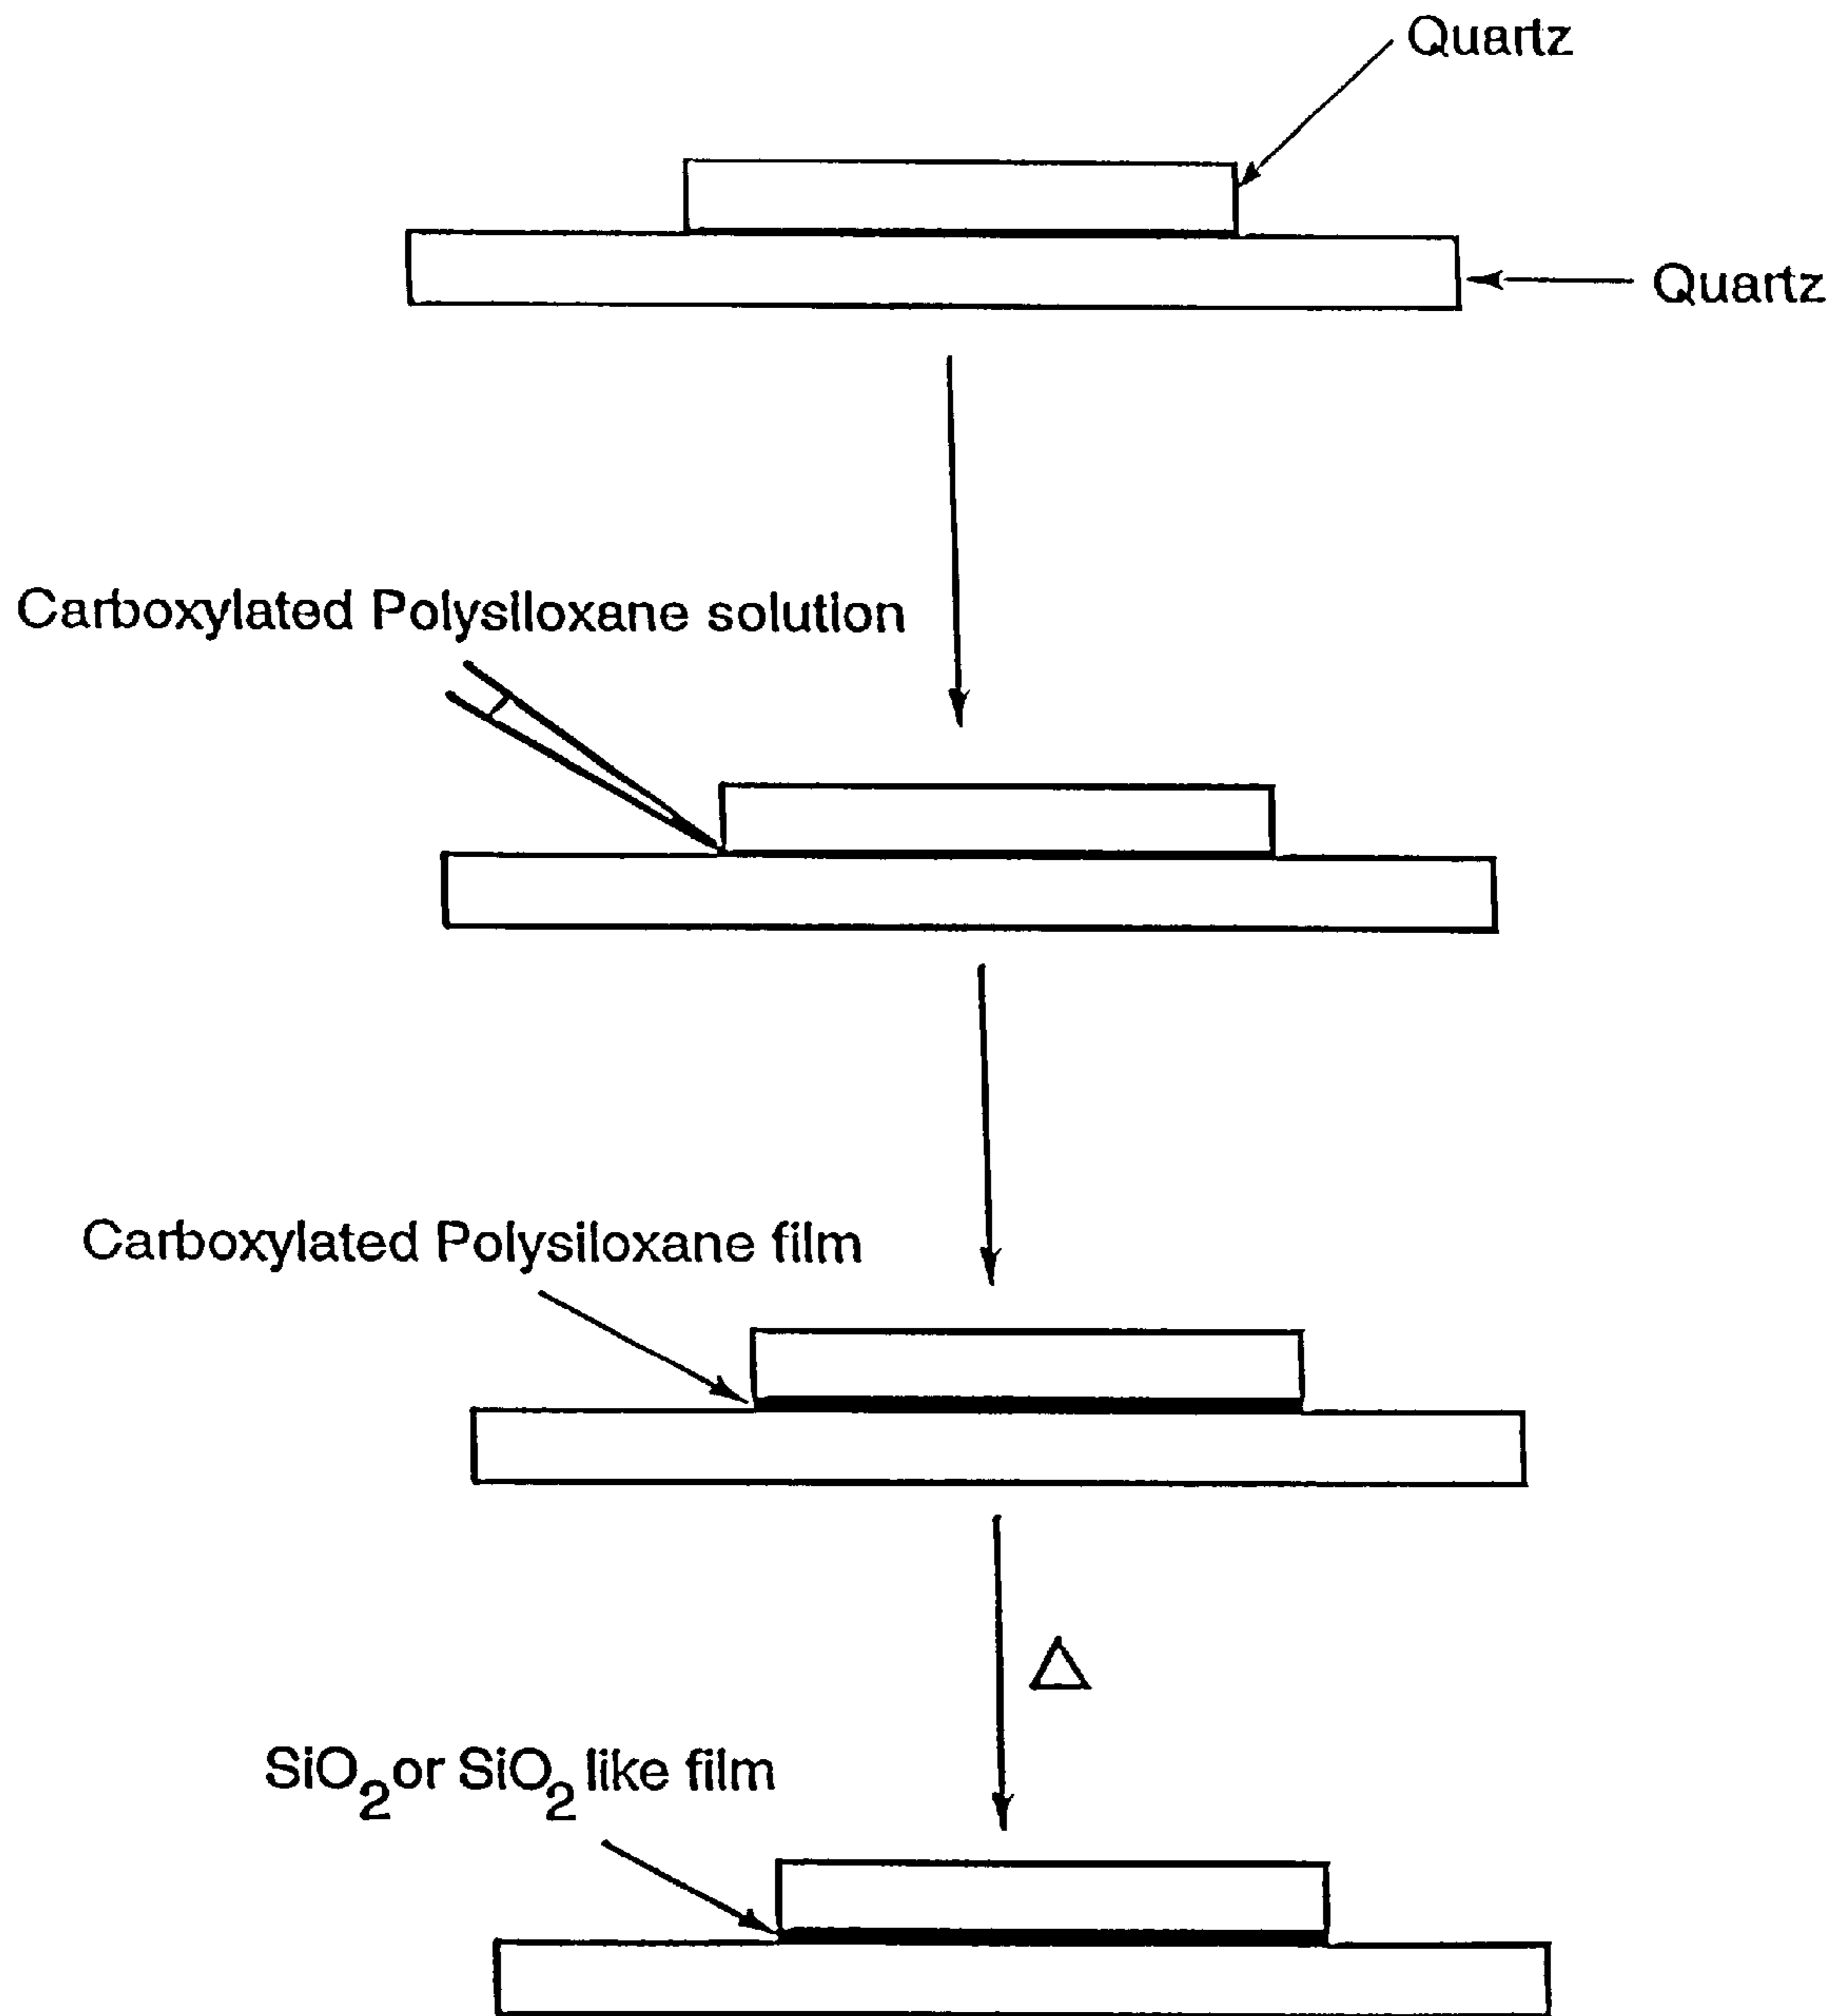 Quartz
Quartz
Carboxylated Polysiloxane solution
Carboxylated Polysiloxane film
Δ
SiO2 or SiO2 like film